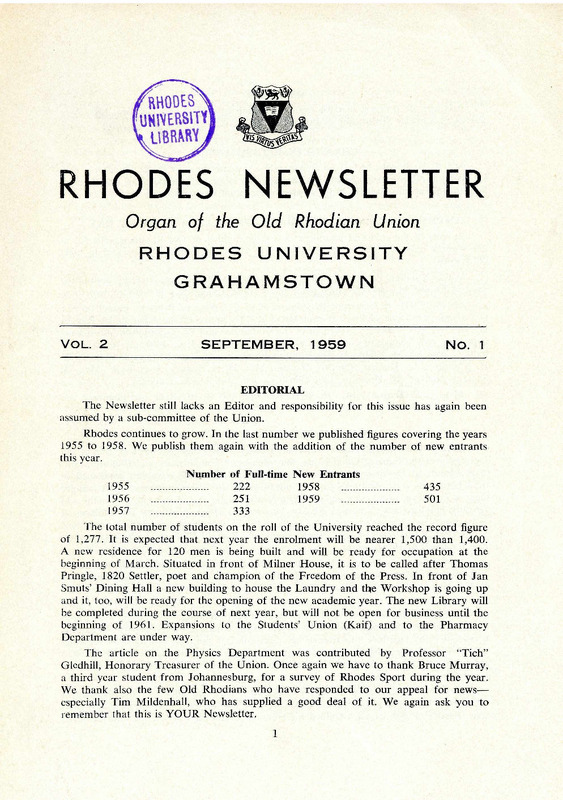 RHODES
UNIVERSITY
LIBRARY
VIS VIRTUS VERITAS
RHODES NEWSLETTER
Organ of the Old Rhodian Union
RHODES UNIVERSITY
GRAHAMSTOWN
VOL. 2 SEPTEMBER, 1959 No. 1
EDITORIAL
The Newsletter still lacks an Editor and responsibility for this issue has again been
assumed by a sub-committee of the Union.
Rhodes continues to grow. In the last number we published figures covering the years
1955 to 1958. We publish them again with the addition of the number of new entrants
this year.
Number of Full-time New Entrants
1955 .................... 222 1958 .................... 435
1956 .................... 251 1959 .................... 501
1957 .................... 333
The total number of students on the roll of the University reached the record figure
of 1,277. It is expected that next year the enrolment will be nearer 1,500 than 1,400.
A new residence for 120 men is being built and will be ready for occupation at the
beginning of March. Situated in front of Milner House, it is to be called after Thomas
Pringle, 1820 Settler, poet and champion of the Freedom of the Press. In front of Jan
Smuts' Dining Hall a new building to house the Laundry and the Workshop is going up
and it, too, will be ready for the opening of the new academic year. The new Library will
be completed during the course of next year, but will not be open for business until the
beginning of 1961. Expansions to the Students' Union (Kaif) and to the Pharmacy
Department are under way.
The article on the Physics Department was contributed by Professor "Tich"
Gledhill, Honorary Treasurer of the Union. Once again we have to thank Bruce Murray,
a third year student from Johannesburg, for a survey of Rhodes Sport during the year.
We thank also the few Old Rhodians who have responded to our appeal for news—
especially Tim Mildenhall, who has supplied a good deal of it. We again ask you to
remember that this is YOUR Newsletter.
1